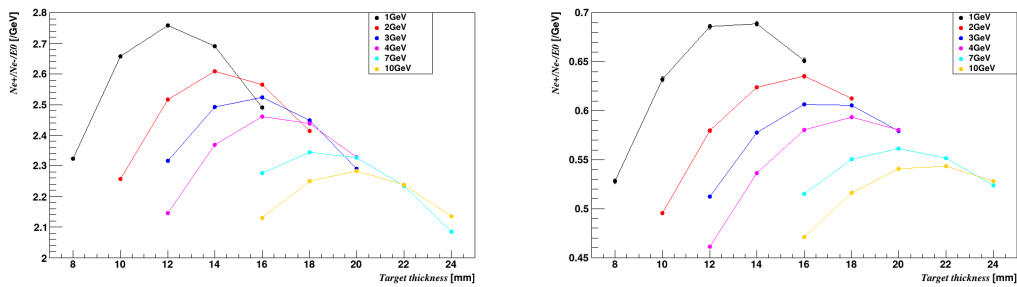 Ne+/Ne-/E0 [/GeV]
2.8
2.7
2.6
2.5
2.4
2.3
2.2
2.1
2
8 10 12 14 16 18 20 22 24
Target thickness [mm]
1GeV
2GeV
3GeV
4GeV
7GeV
10GeV
Ne+/Ne-/E0 [/GeV]
0.7
0.65
0.6
0.55
0.5
0.45
8 10 12 14 16 18 20 22 24
Target thickness [mm]
1GeV
2GeV
3GeV
4GeV
7GeV
10GeV